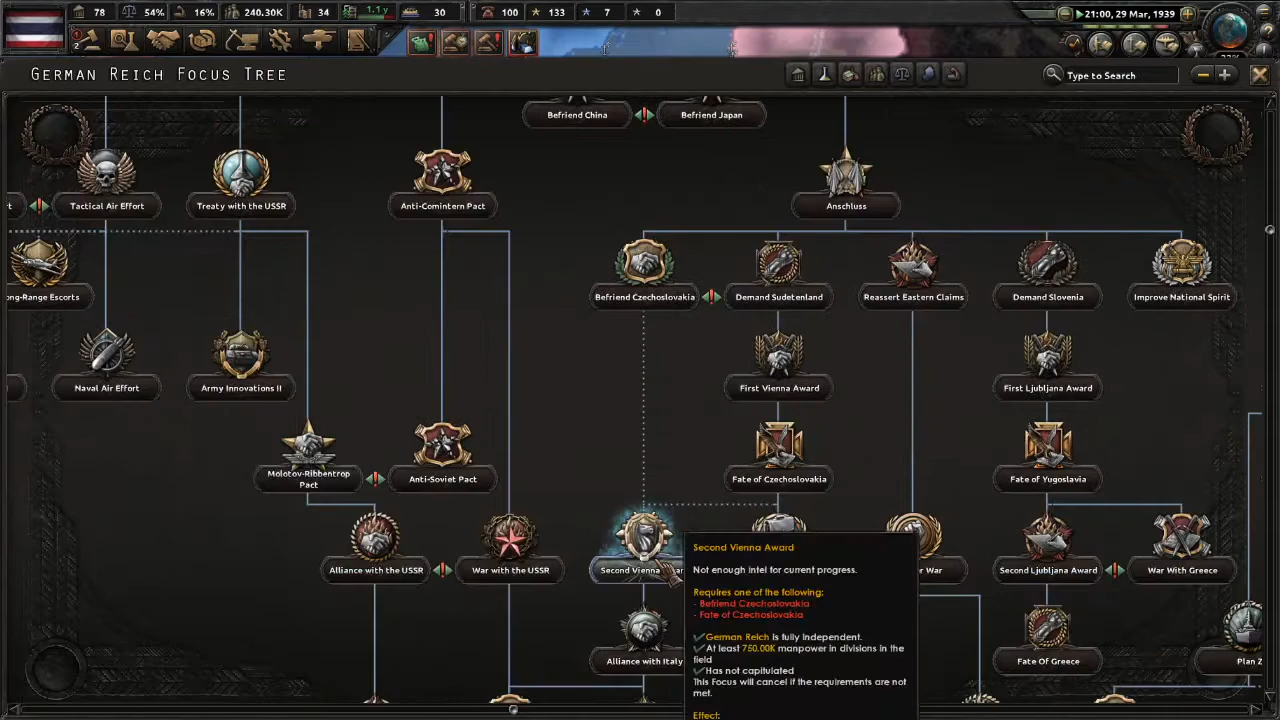 78 54% 16% 240.30K 34 1.1y 30 100 133 7 0 21:00, 29 Mar, 1939
German Reich Focus Tree
Type to Search
Befriend China
Befriend Japan
Tactical Air Effort
Treaty with the USSR
Anti-Comintern Pact
Anschluss
ong-Range Escorts
Befriend Czechoslovakia
Demand Sudetenland
Reassert Eastern Claims
Demand Slovenia
Improve National Spirit
Naval Air Effort
Army Innovations II
First Vienna Award
First Ljubljana Award
Molotov-Ribbentrop
Pact
Anti-Soviet Pact
Fate of Czechoslovakia
Fate of Yugoslavia
Alliance with the USSR
War with the USSR
Second Vienna
r War
Second Ljubljana Award
War With Greece
Second Vienna Award
Not enough intel for current progress.
Requires one of the following:
- Befriend Czechoslovakia
- Fate of Czechoslovakia
German Reich is fully independent.
At least 750.00K manpower in divisions in the
field
Has not capitulated
This Focus will cancel if the requirements are not
met.
Effect:
Alliance with Italy
Fate Of Greece
Plan Z